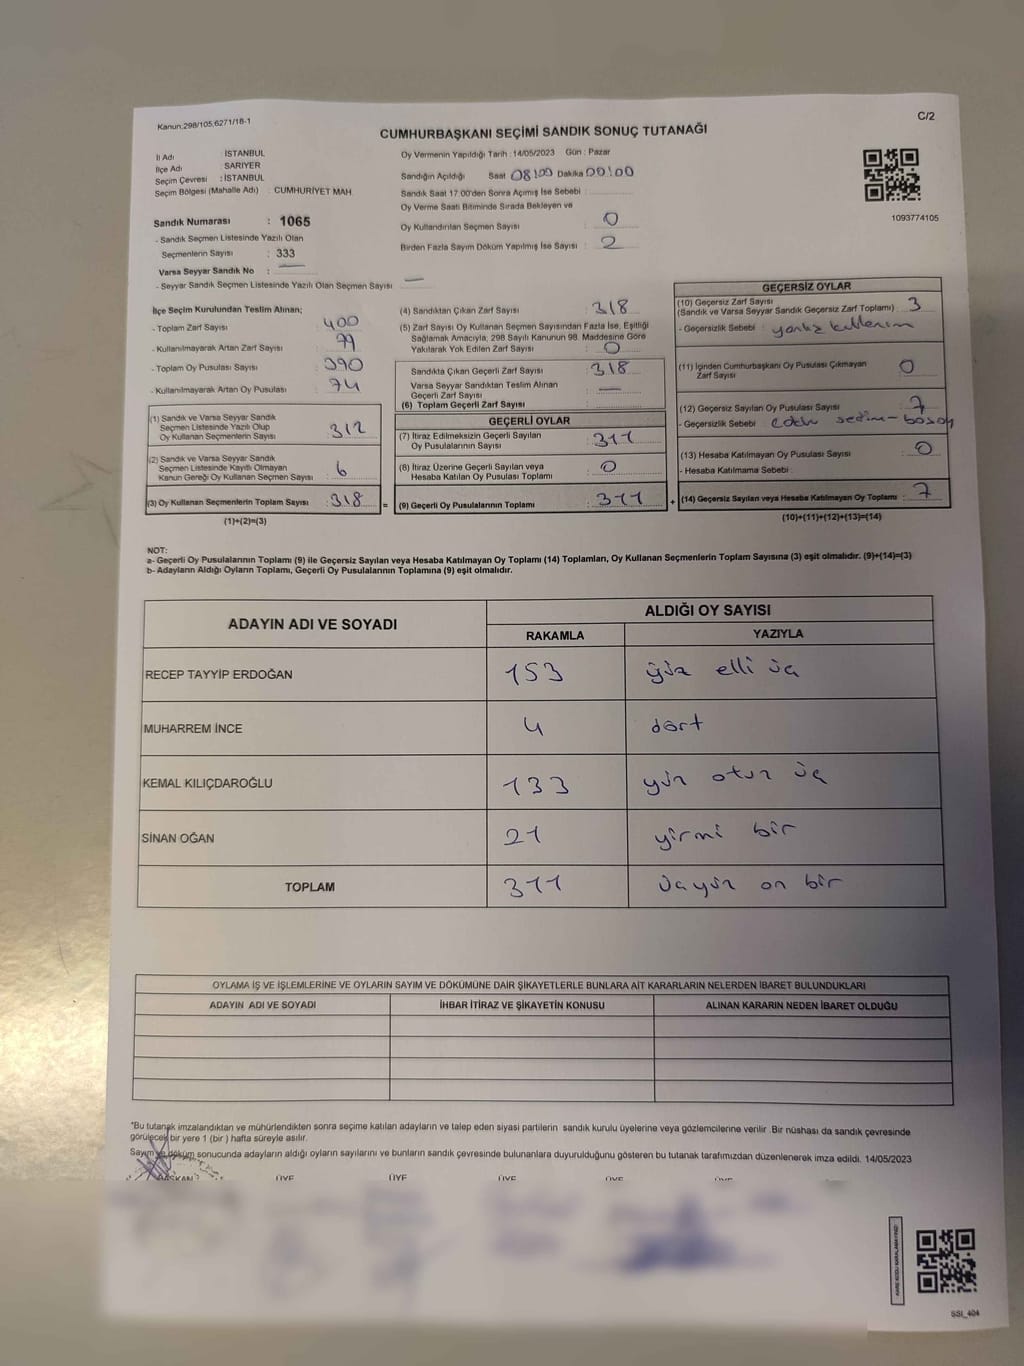 Kanun:298/105,6271/18-1
C/2
CUMHURBAŞKANI SEÇİMİ SANDIK SONUÇ TUTANAĞI
İl Adı : İSTANBUL
İlçe Adı : SARIYER
Seçim Çevresi : İSTANBUL
Seçim Bölgesi (Mahalle Adı) : CUMHURİYET MAH
Sandık Numarası : 1065
- Sandık Seçmen Listesinde Yazılı Olan
Seçmenlerin Sayısı : 333
Varsa Seyyar Sandık No : —
- Seyyar Sandık Seçmen Listesinde Yazılı Olan Seçmen Sayısı —
Oy Vermenin Yapıldığı Tarih : 14/05/2023 Gün : Pazar
Sandığın Açıldığı Saat 08:00 Dakika 00:00
Sandık Saat 17:00'den Sonra Açımış İse Sebebi :
Oy Verme Saati Bitiminde Sırada Bekleyen ve
Oy Kullandırılan Seçmen Sayısı : 0
Birden Fazla Sayım Döküm Yapılmış İse Sayısı : 2
1093774105
İlçe Seçim Kurulundan Teslim Alınan;
- Toplam Zarf Sayısı : 400
- Kullanılmayarak Artan Zarf Sayısı :
- Toplam Oy Pusulası Sayısı : 390
- Kullanılmayarak Artan Oy Pusulası : 74
(1) Sandık ve Varsa Seyyar Sandık
Seçmen Listesinde Yazılı Olup
Oy Kullanan Seçmenlerin Sayısı : 312
(2) Sandık ve Varsa Seyyar Sandık
Seçmen Listesinde Kayıtlı Olmayan
Kanun Gereği Oy Kullanan Seçmen Sayısı : 6
(3) Oy Kullanan Seçmenlerin Toplam Sayısı : 318 =
(1)+(2)=(3)
(4) Sandıktan Çıkan Zarf Sayısı : 318
(5) Zarf Sayısı Oy Kullanan Seçmen Sayısından Fazla İse, Eşitliği
Sağlamak Amacıyla; 298 Sayılı Kanunun 98. Maddesine Göre
Yakılarak Yok Edilen Zarf Sayısı : 0
Sandıkta Çıkan Geçerli Zarf Sayısı : 318
Varsa Seyyar Sandıktan Teslim Alınan
Geçerli Zarf Sayısı : —
(6) Toplam Geçerli Zarf Sayısı :
GEÇERLİ OYLAR
(7) İtiraz Edilmeksizin Geçerli Sayılan
Oy Pusulalarının Sayısı : 311
(8) İtiraz Üzerine Geçerli Sayılan veya
Hesaba Katılan Oy Pusulası Toplamı : 0
(9) Geçerli Oy Pusulalarının Toplamı : 311 +
GEÇERSİZ OYLAR
(10) Geçersiz Zarf Sayısı
(Sandık ve Varsa Seyyar Sandık Geçersiz Zarf Toplamı) : 3
- Geçersizlik Sebebi :
(11) İçinden Cumhurbaşkanı Oy Pusulası Çıkmayan
Zarf Sayısı : 0
(12) Geçersiz Sayılan Oy Pusulası Sayısı : 7
- Geçersizlik Sebebi :
(13) Hesaba Katılmayan Oy Pusulası Sayısı : 0
- Hesaba Katılmama Sebebi :
(14) Geçersiz Sayılan veya Hesaba Katılmayan Oy Toplamı : 7
(10)+(11)+(12)+(13)=(14)
NOT:
a- Geçerli Oy Pusulalarının Toplamı (9) ile Geçersiz Sayılan veya Hesaba Katılmayan Oy Toplamı (14) Toplamları, Oy Kullanan Seçmenlerin Toplam Sayısına (3) eşit olmalıdır. (9)+(14)=(3)
b- Adayların Aldığı Oyların Toplamı, Geçerli Oy Pusulalarının Toplamına (9) eşit olmalıdır.
ADAYIN ADI VE SOYADI
ALDIĞI OY SAYISI
RAKAMLA YAZIYLA
RECEP TAYYİP ERDOĞAN 153 yüz elli üç
MUHARREM İNCE 4 dört
KEMAL KILIÇDAROĞLU 133 yüz otuz üç
SİNAN OĞAN 21 yirmi bir
TOPLAM 311 üçyüz on bir
OYLAMA İŞ VE İŞLEMLERİNE VE OYLARIN SAYIM VE DÖKÜMÜNE DAİR ŞİKAYETLERLE BUNLARA AİT KARARLARIN NELERDEN İBARET BULUNDUKLARI
ADAYIN ADI VE SOYADI İHBAR İTİRAZ VE ŞİKAYETİN KONUSU ALINAN KARARIN NEDEN İBARET OLDUĞU
*Bu tutanak imzalandıktan ve mühürlendikten sonra seçime katılan adayların ve talep eden siyasi partilerin sandık kurulu üyelerine veya gözlemcilerine verilir .Bir nüshası da sandık çevresinde
görülecek bir yere 1 (bir ) hafta süreyle asılır.
Sayım ve döküm sonucunda adayların aldığı oyların sayılarını ve bunların sandık çevresinde bulunanlara duyurulduğunu gösteren bu tutanak tarafımızdan düzenlenerek imza edildi. 14/05/2023
BAŞKAN ÜYE ÜYE ÜYE ÜYE ÜYE
SSI_404